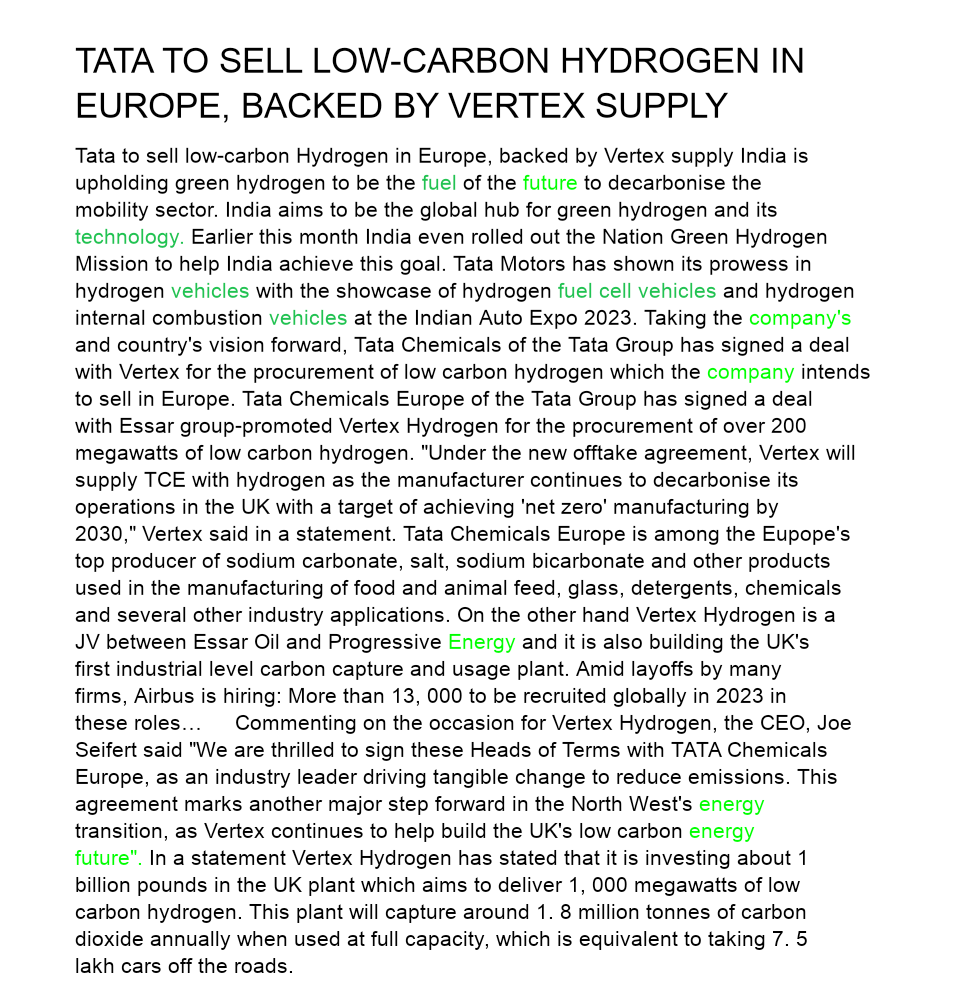 TATA TO SELL LOW-CARBON HYDROGEN IN
EUROPE, BACKED BY VERTEX SUPPLY
Tata to sell low-carbon Hydrogen in Europe, backed by Vertex supply India is
upholding green hydrogen to be the fuel of the future to decarbonise the
mobility sector. India aims to be the global hub for green hydrogen and its
technology. Earlier this month India even rolled out the Nation Green Hydrogen
Mission to help India achieve this goal. Tata Motors has shown its prowess in
hydrogen vehicles with the showcase of hydrogen fuel cell vehicles and hydrogen
internal combustion vehicles at the Indian Auto Expo 2023. Taking the company's
and country's vision forward, Tata Chemicals of the Tata Group has signed a deal
with Vertex for the procurement of low carbon hydrogen which the company intends
to sell in Europe. Tata Chemicals Europe of the Tata Group has signed a deal
with Essar group-promoted Vertex Hydrogen for the procurement of over 200
megawatts of low carbon hydrogen. "Under the new offtake agreement, Vertex will
supply TCE with hydrogen as the manufacturer continues to decarbonise its
operations in the UK with a target of achieving 'net zero' manufacturing by
2030," Vertex said in a statement. Tata Chemicals Europe is among the Eupope's
top producer of sodium carbonate, salt, sodium bicarbonate and other products
used in the manufacturing of food and animal feed, glass, detergents, chemicals
and several other industry applications. On the other hand Vertex Hydrogen is a
JV between Essar Oil and Progressive Energy and it is also building the UK's
first industrial level carbon capture and usage plant. Amid layoffs by many
firms, Airbus is hiring: More than 13, 000 to be recruited globally in 2023 in
these roles… Commenting on the occasion for Vertex Hydrogen, the CEO, Joe
Seifert said "We are thrilled to sign these Heads of Terms with TATA Chemicals
Europe, as an industry leader driving tangible change to reduce emissions. This
agreement marks another major step forward in the North West's energy
transition, as Vertex continues to help build the UK's low carbon energy
future". In a statement Vertex Hydrogen has stated that it is investing about 1
billion pounds in the UK plant which aims to deliver 1, 000 megawatts of low
carbon hydrogen. This plant will capture around 1. 8 million tonnes of carbon
dioxide annually when used at full capacity, which is equivalent to taking 7. 5
lakh cars off the roads.